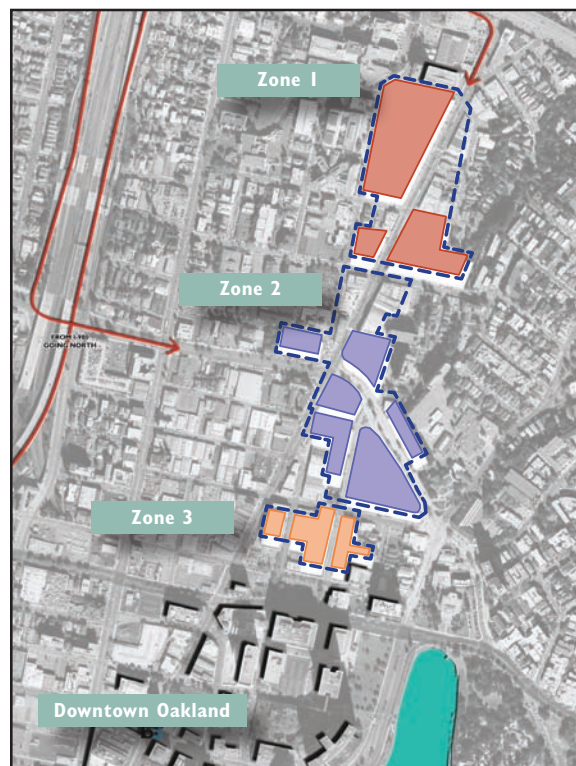 Zone 1
Zone 2
FROM I-980
GOING NORTH
Zone 3
Downtown Oakland